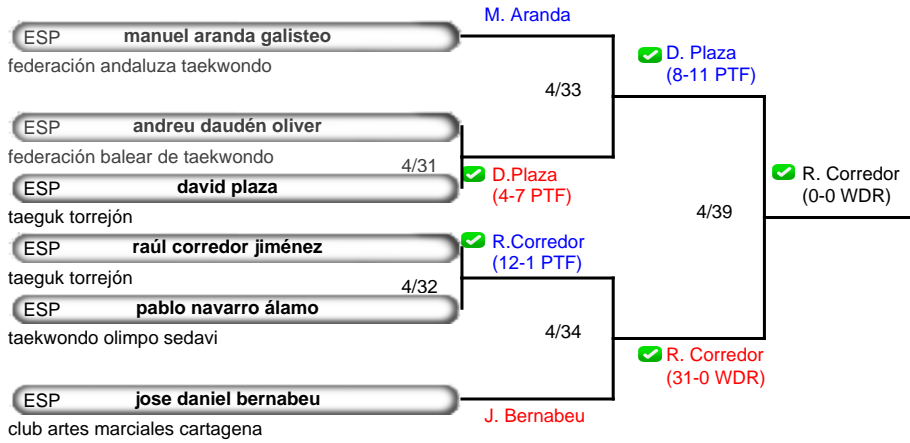 M. Aranda
ESP manuel aranda galisteo
federación andaluza taekwondo
D. Plaza
(8-11 PTF)
4/33
ESP andreu daudén oliver
federación balear de taekwondo
4/31
D.Plaza
(4-7 PTF)
ESP david plaza
taeguk torrejón
R. Corredor
(0-0 WDR)
4/39
ESP raúl corredor jiménez
taeguk torrejón
R.Corredor
(12-1 PTF)
4/32
ESP pablo navarro álamo
taekwondo olimpo sedavi
4/34
R. Corredor
(31-0 WDR)
ESP jose daniel bernabeu
club artes marciales cartagena
J. Bernabeu